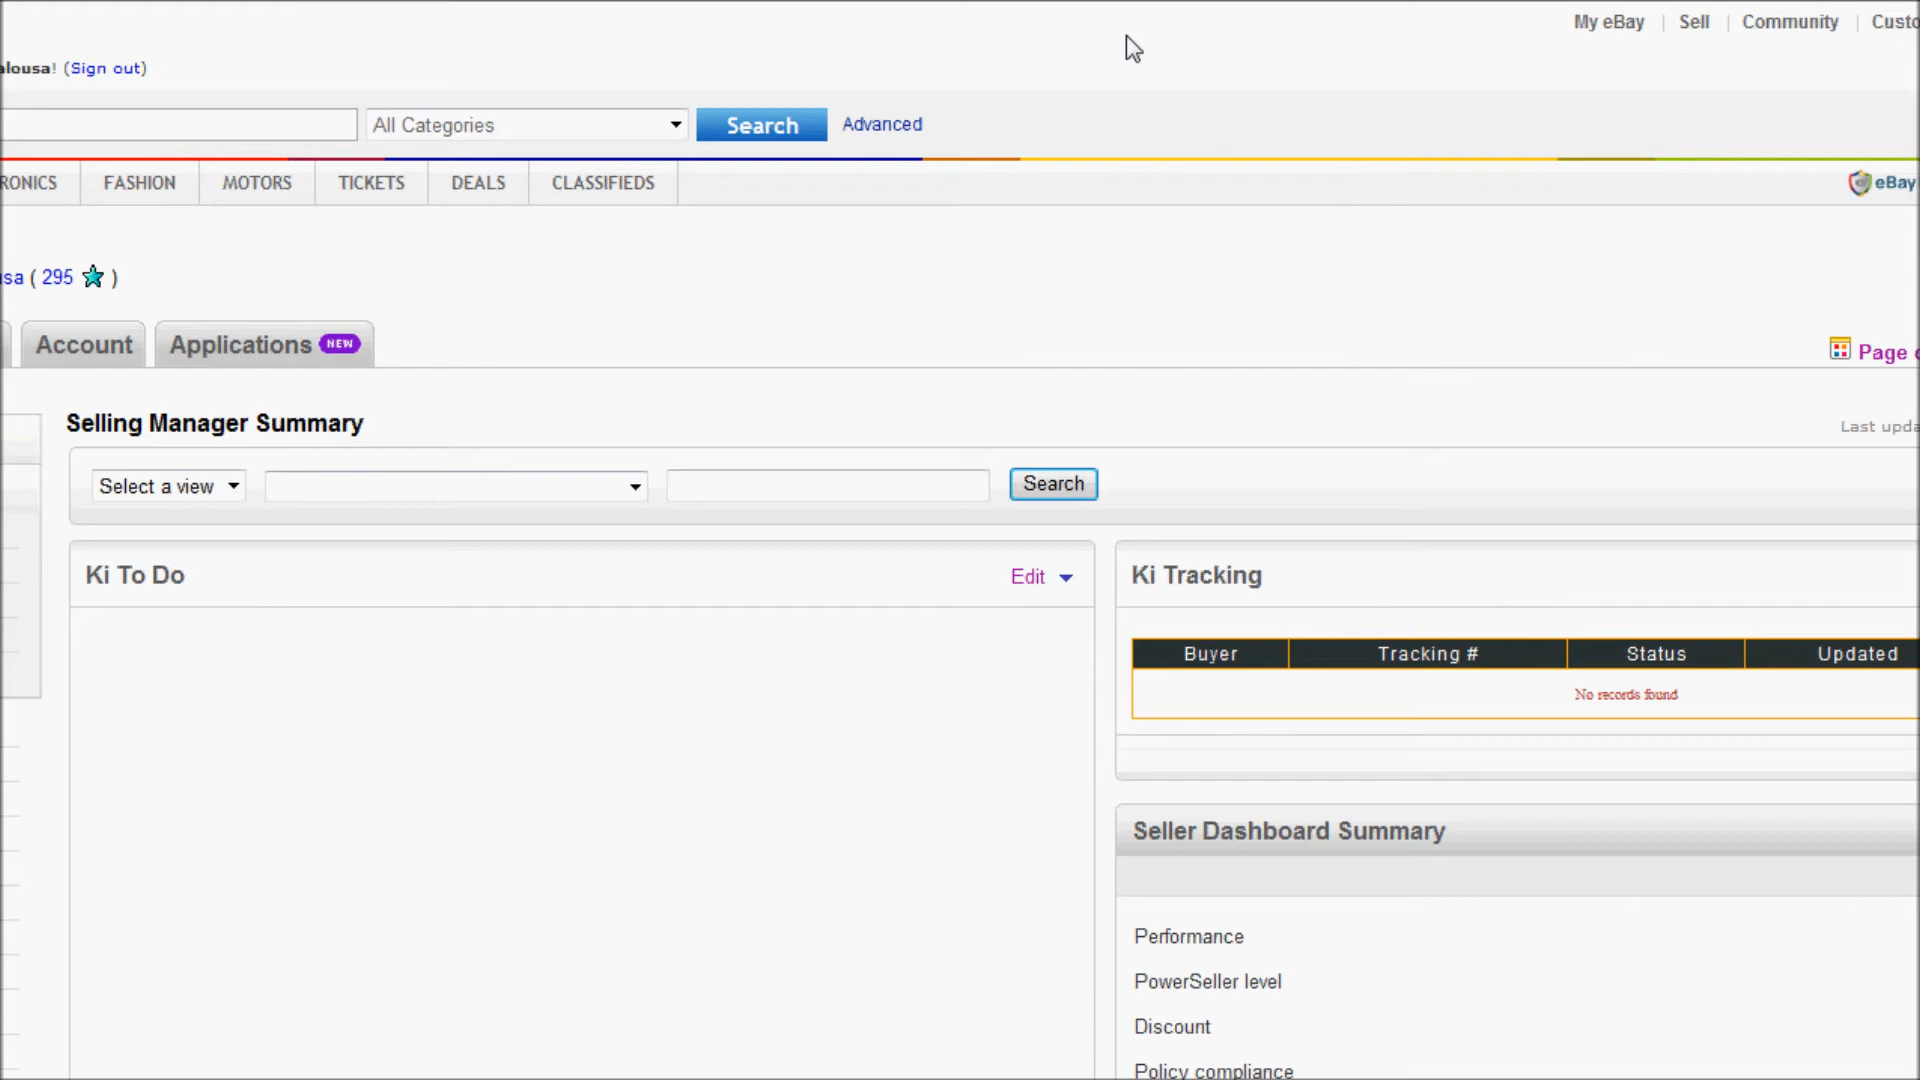 My eBay | Sell | Community | Custo
alousa! (Sign out)
All Categories Search Advanced
RONICS FASHION MOTORS TICKETS DEALS CLASSIFIEDS eBay
usa ( 295 )
Account Applications NEW
Page
Selling Manager Summary
Last upda
Select a view Search
Ki To Do Edit
Ki Tracking
Buyer Tracking # Status Updated
No records found
Seller Dashboard Summary
Performance
PowerSeller level
Discount
Policy compliance